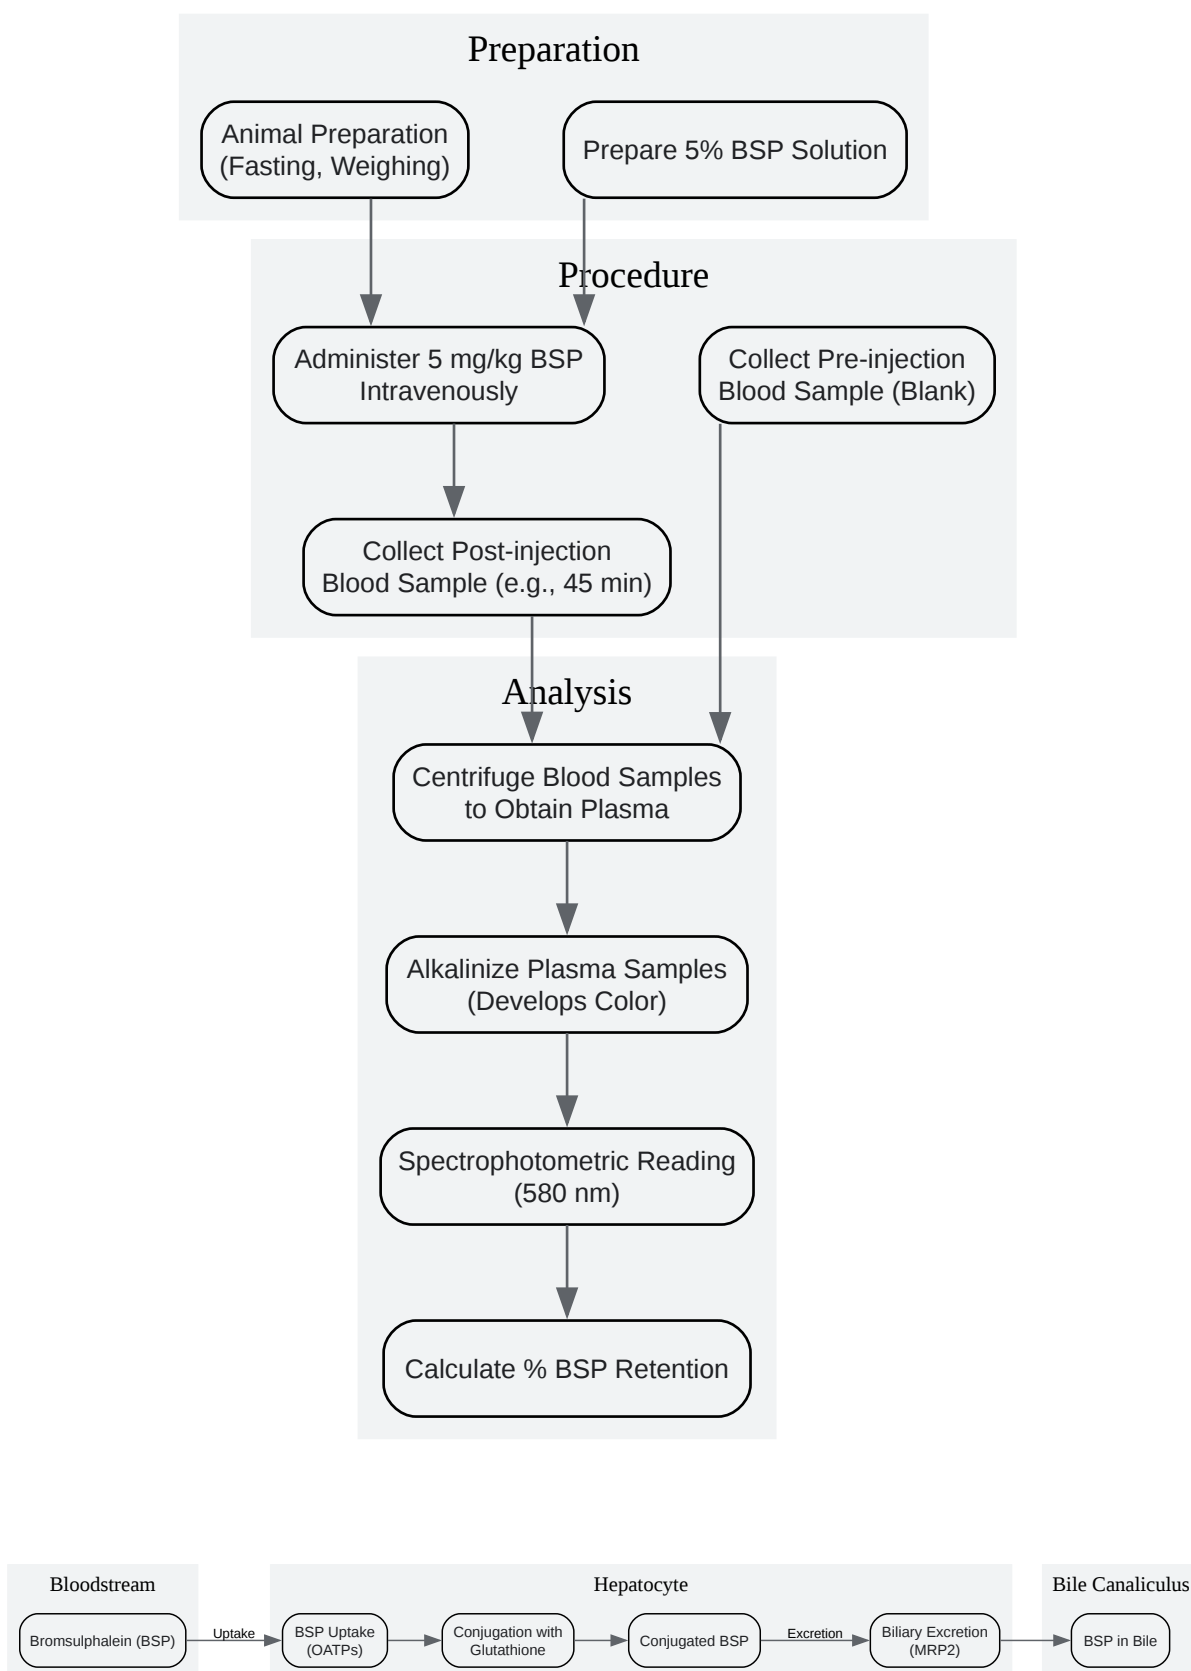 Preparation
Animal Preparation
(Fasting, Weighing)
Prepare 5% BSP Solution
Procedure
Administer 5 mg/kg BSP
Intravenously
Collect Pre-injection
Blood Sample (Blank)
Collect Post-injection
Blood Sample (e.g., 45 min)
Analysis
Centrifuge Blood Samples
to Obtain Plasma
Alkalinize Plasma Samples
(Develops Color)
Spectrophotometric Reading
(580 nm)
Calculate % BSP Retention
Bloodstream
Bromsulphalein (BSP)
Uptake
Hepatocyte
BSP Uptake
(OATPs)
Conjugation with
Glutathione
Conjugated BSP
Excretion
Biliary Excretion
(MRP2)
Bile Canaliculus
BSP in Bile